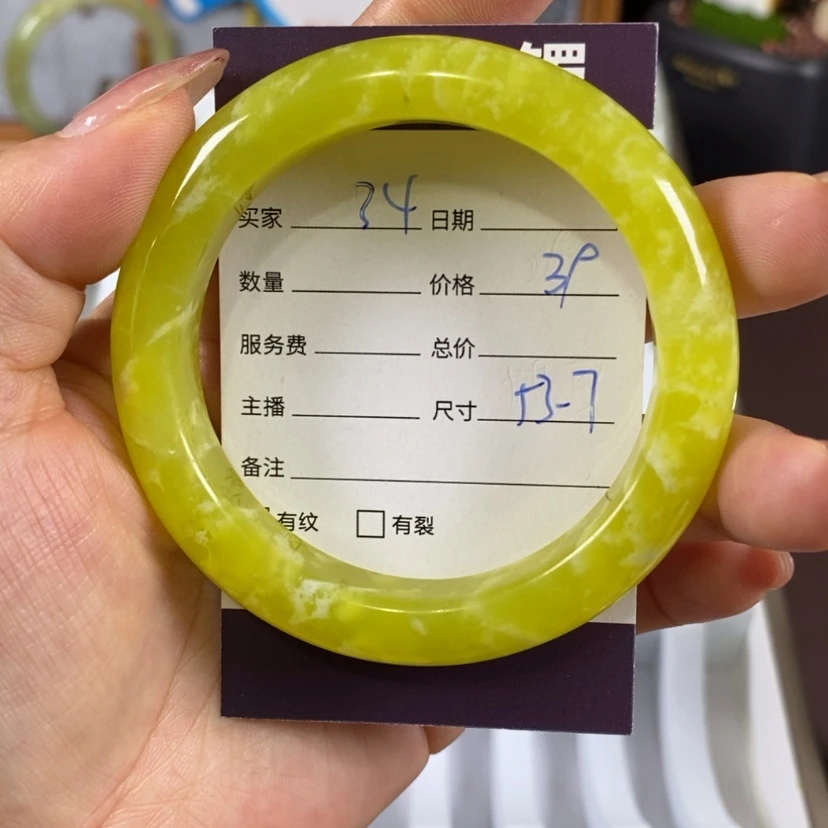 镯
买家 34 日期
数量 价格 39
服务费 总价
主播 尺寸 53-7
备注
有纹 有裂